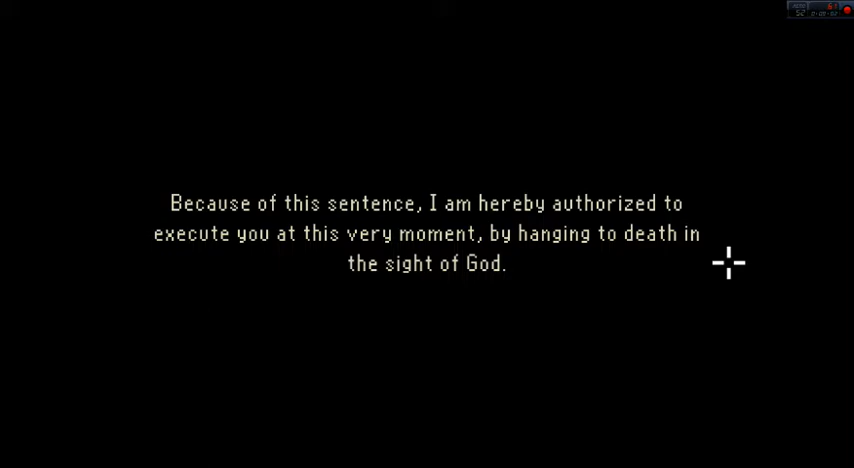 Because of this sentence, I am hereby authorized to
execute you at this very moment, by hanging to death in
the sight of God.